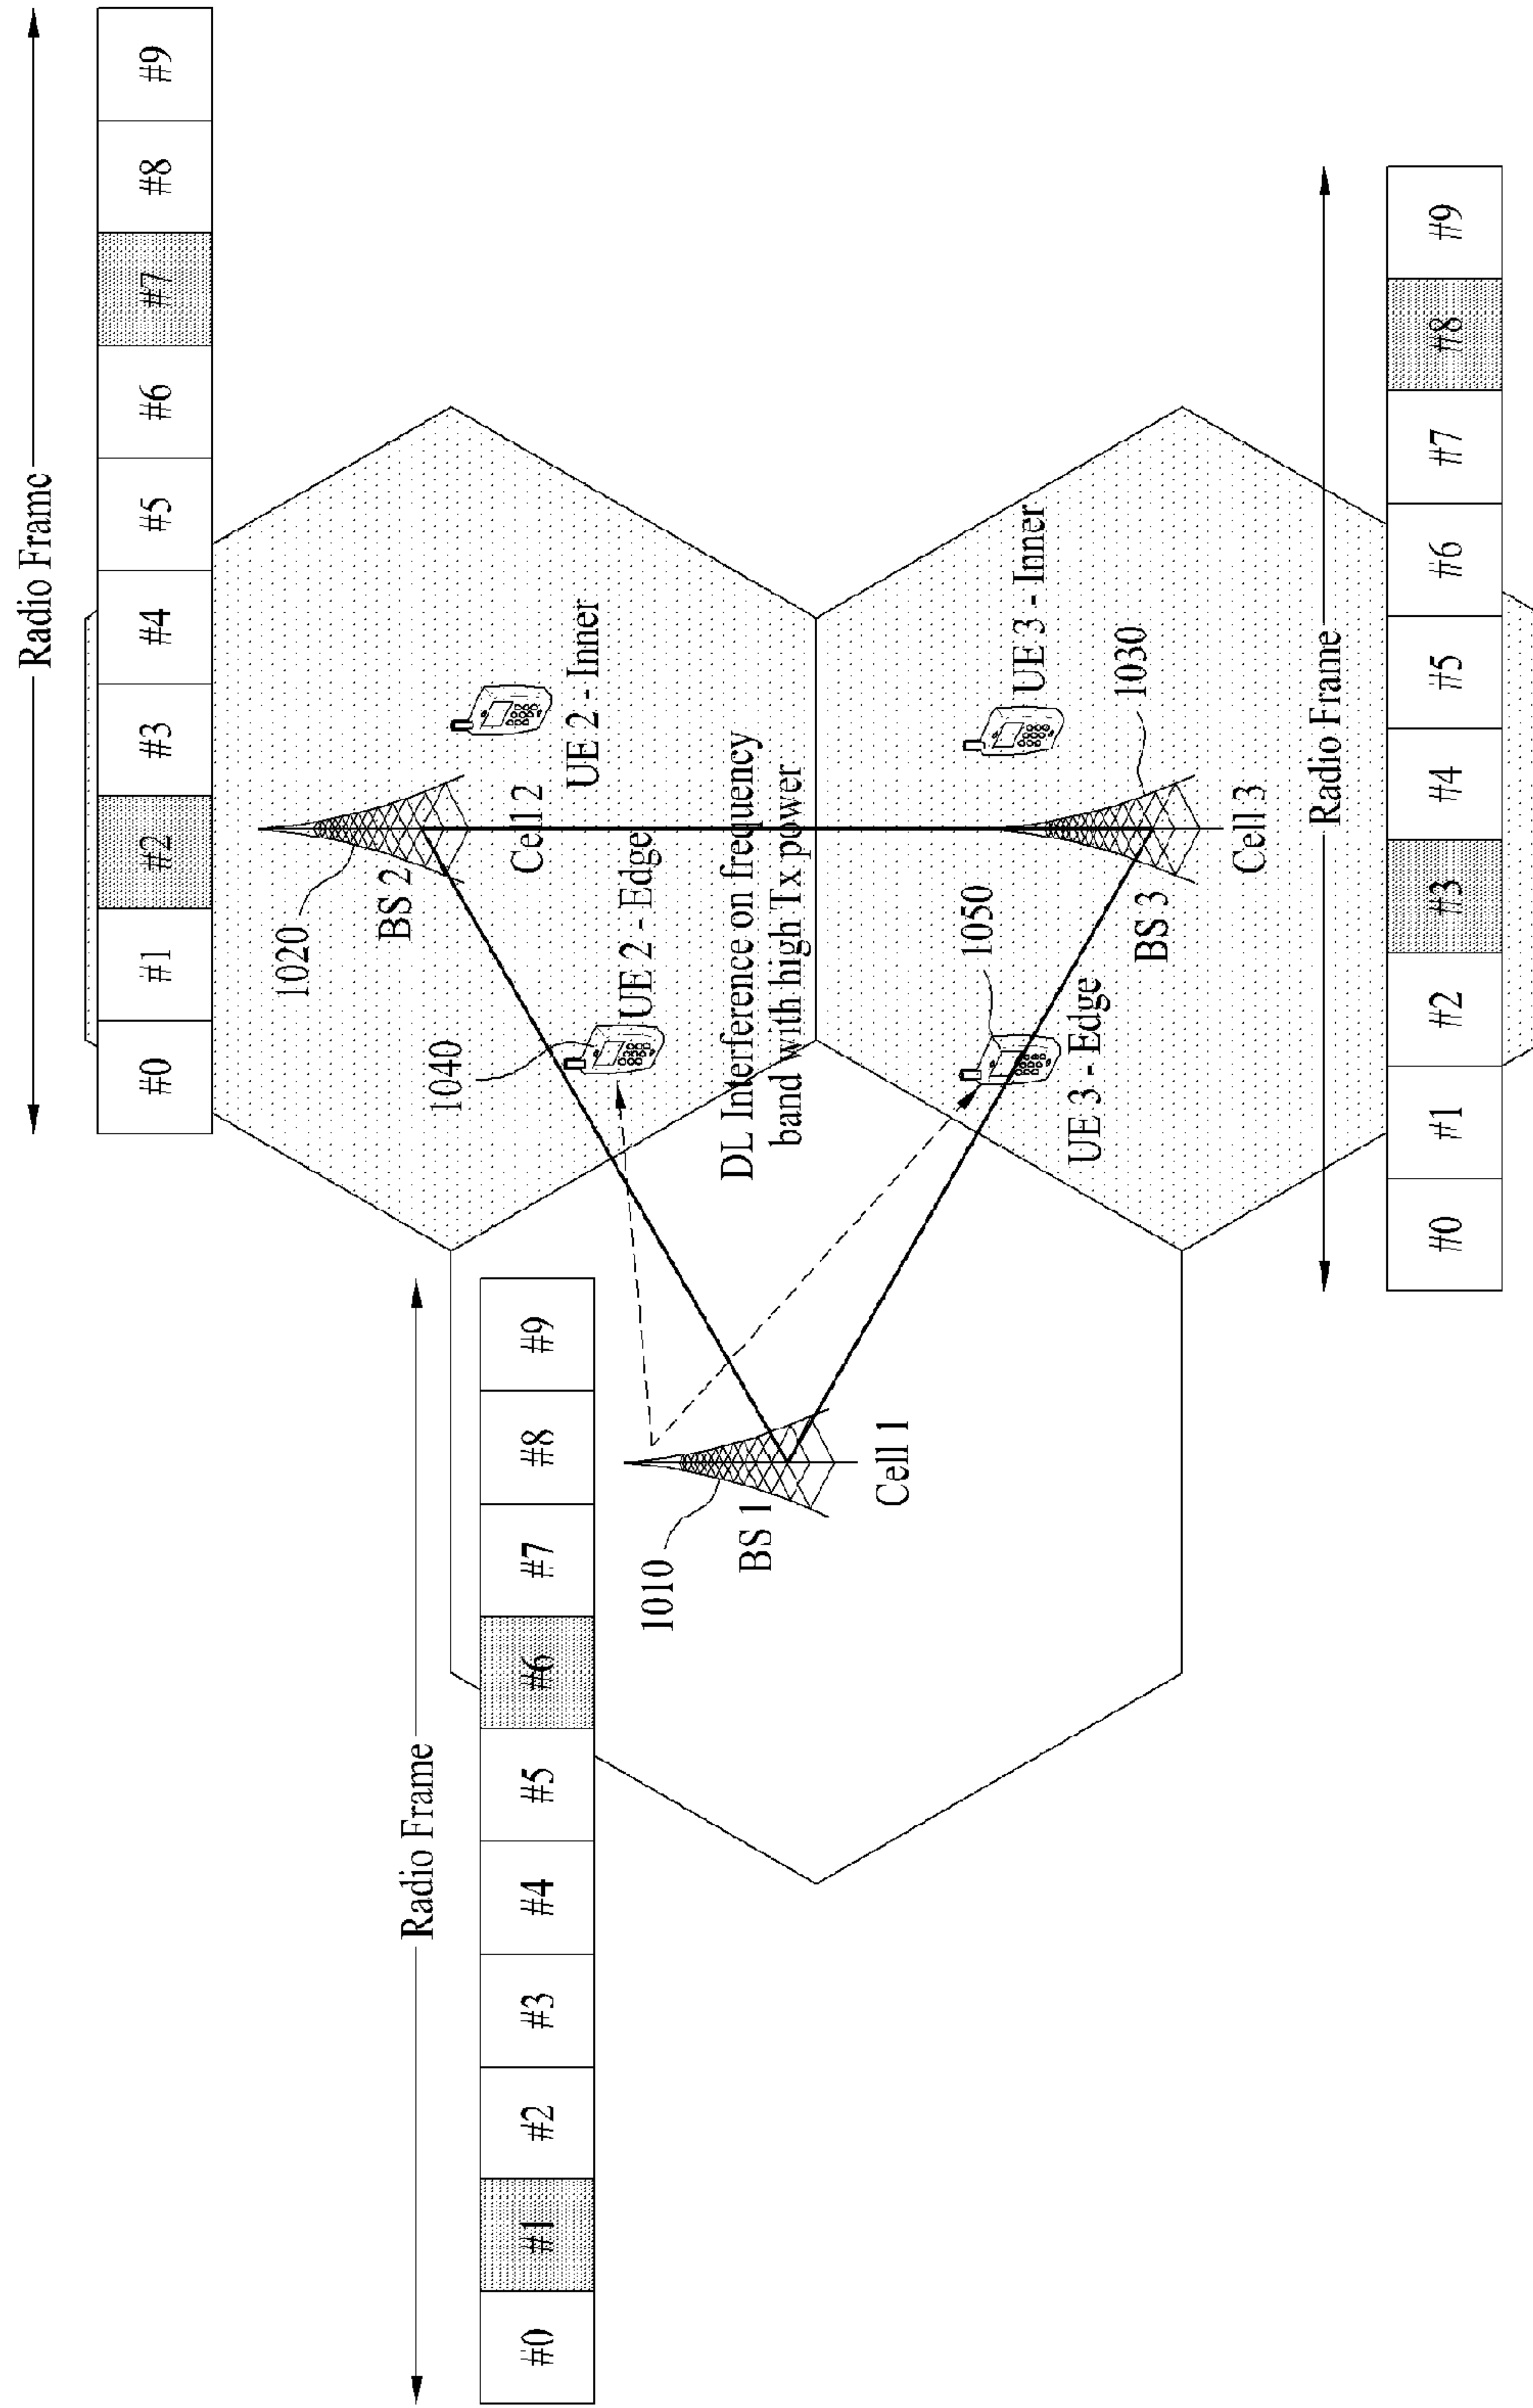 Radio Frame
#0 #1 #2 #3 #4 #5 #6 #7 #8 #9
1020
BS 2
Cell 2
UE 2 - Inner
1040
UE 2 - Edge
Radio Frame
#0 #1 #2 #3 #4 #5 #6 #7 #8 #9
1010
BS 1
Cell 1
DL Interference on frequency
band with high Tx power
1050
UE 3 - Inner
UE 3 - Edge
1030
BS 3
Cell 3
Radio Frame
#0 #1 #2 #3 #4 #5 #6 #7 #8 #9